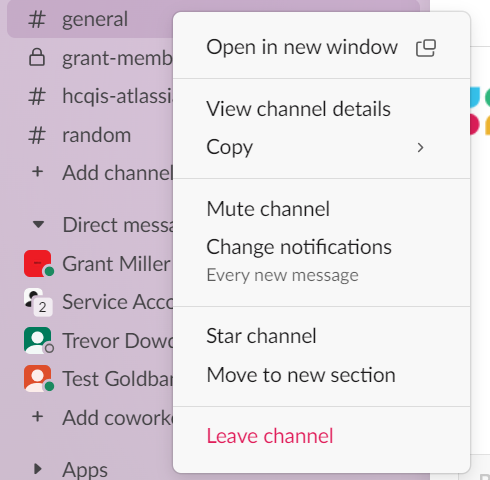 general
grant-memb
hcqis-atlassi
random
Add channel
Direct messa
Grant Miller
2
Service Acco
Trevor Dowd
Test Goldbar
Add cowork
Apps
Open in new window
View channel details
Copy
Mute channel
Change notifications
Every new message
Star channel
Move to new section
Leave channel